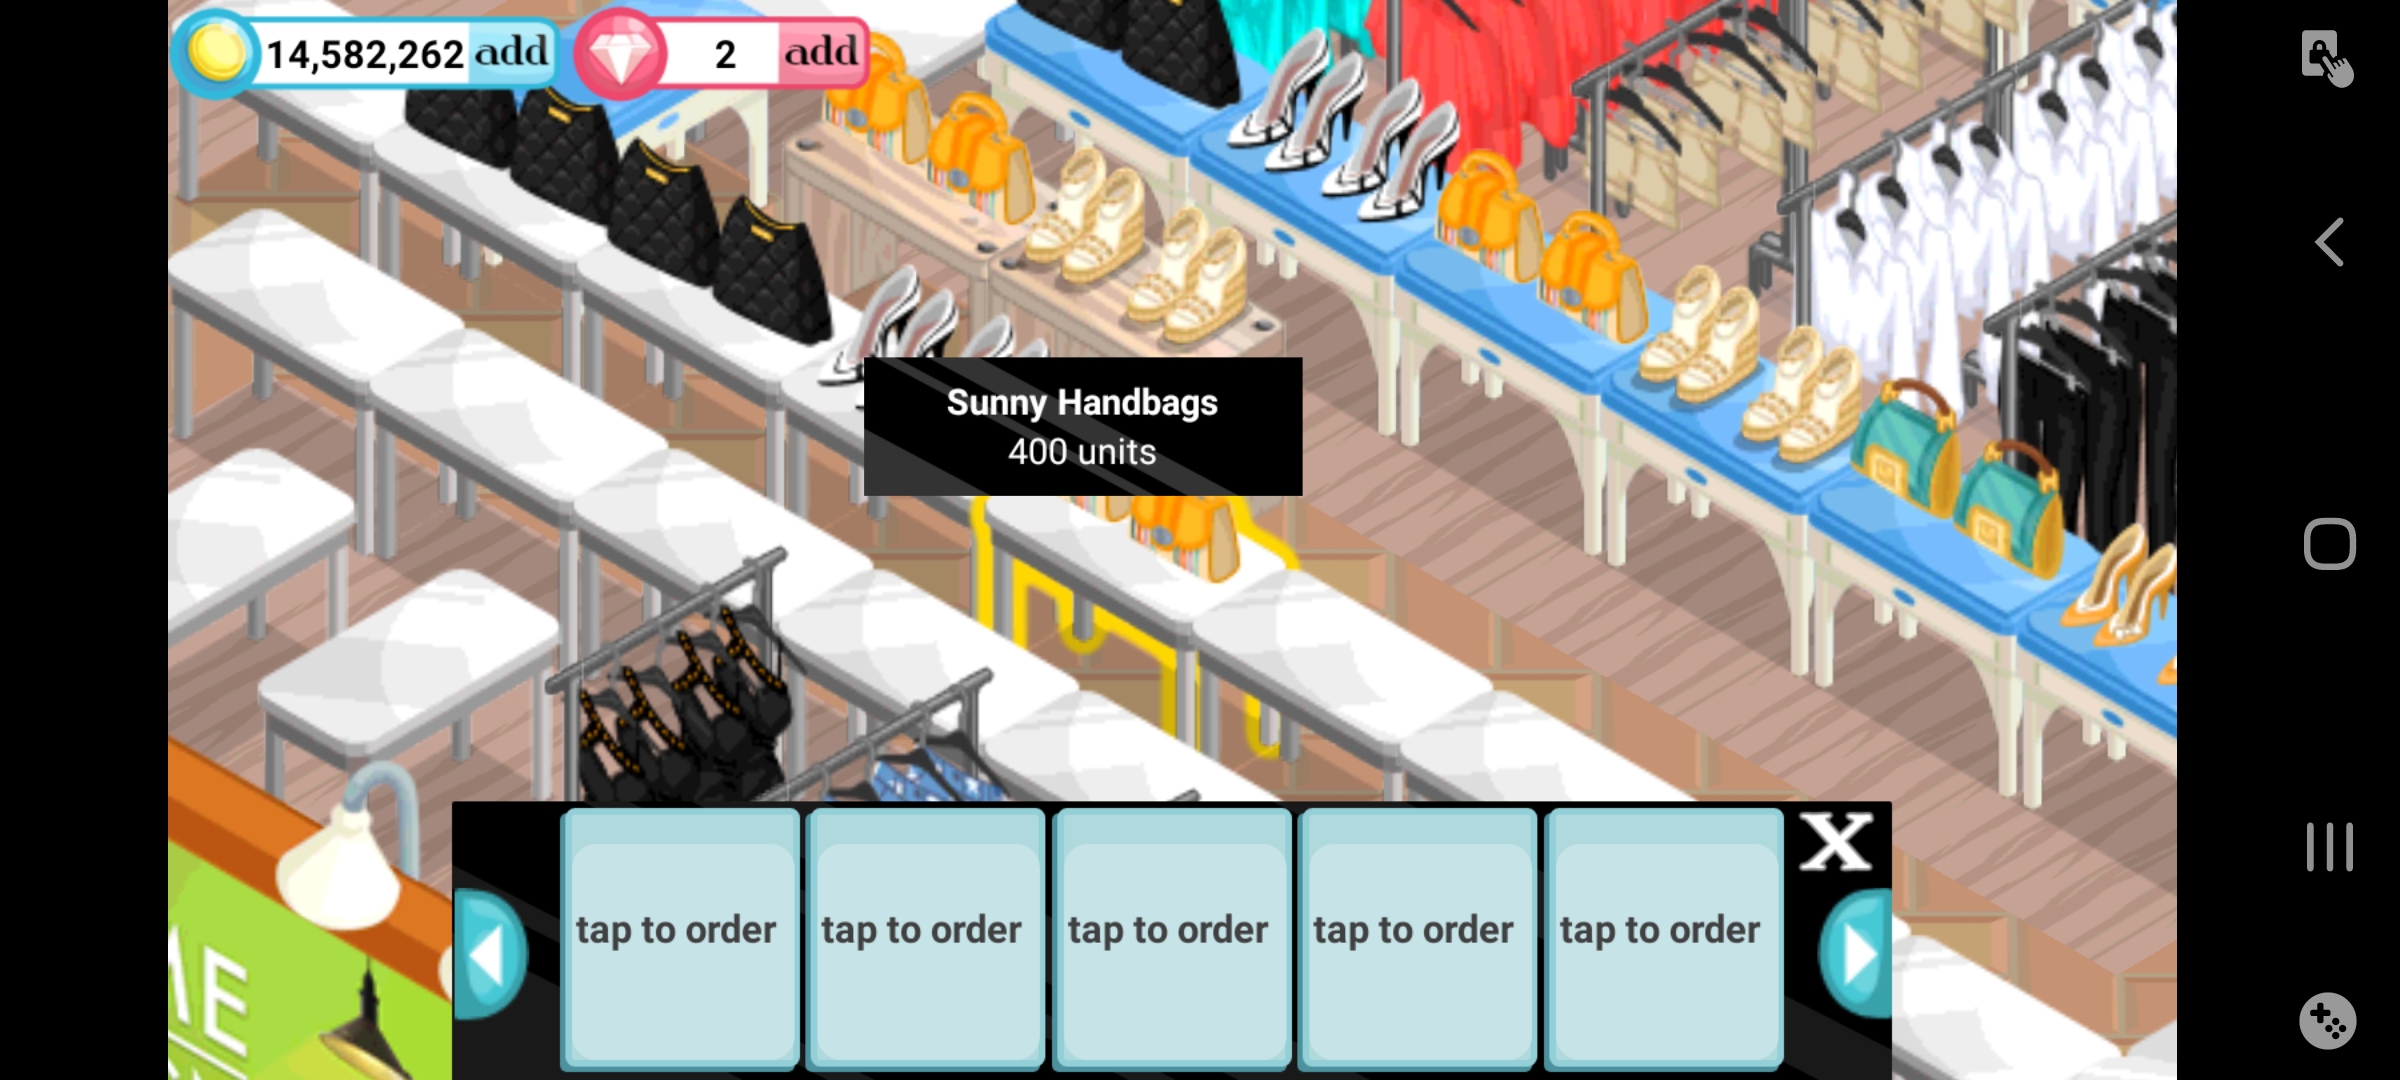 14,582,262 add
2 add
Sunny Handbags
400 units
tap to order
tap to order
tap to order
tap to order
tap to order
X